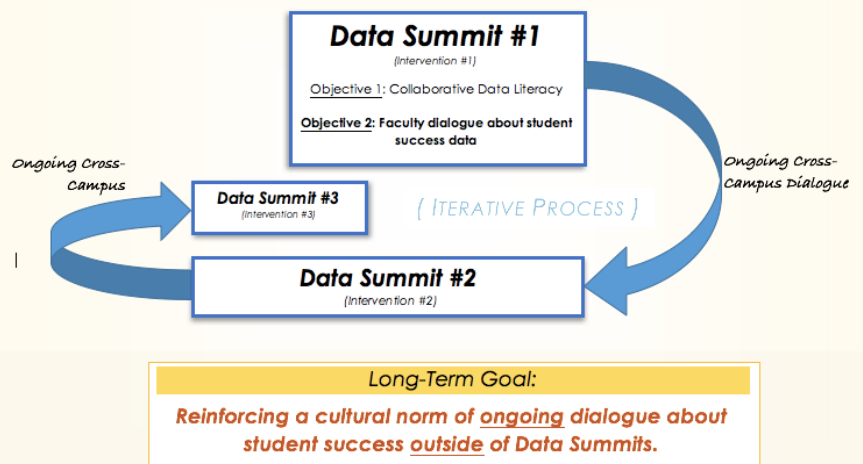 Data Summit #1
(Intervention #1)
Objective 1: Collaborative Data Literacy
Objective 2: Faculty dialogue about student
success data
Ongoing Cross-
Campus
Ongoing Cross-
Campus Dialogue
Data Summit #3
(Intervention #3)
( ITERATIVE PROCESS )
Data Summit #2
(Intervention #2)
Long-Term Goal:
Reinforcing a cultural norm of ongoing dialogue about
student success outside of Data Summits.